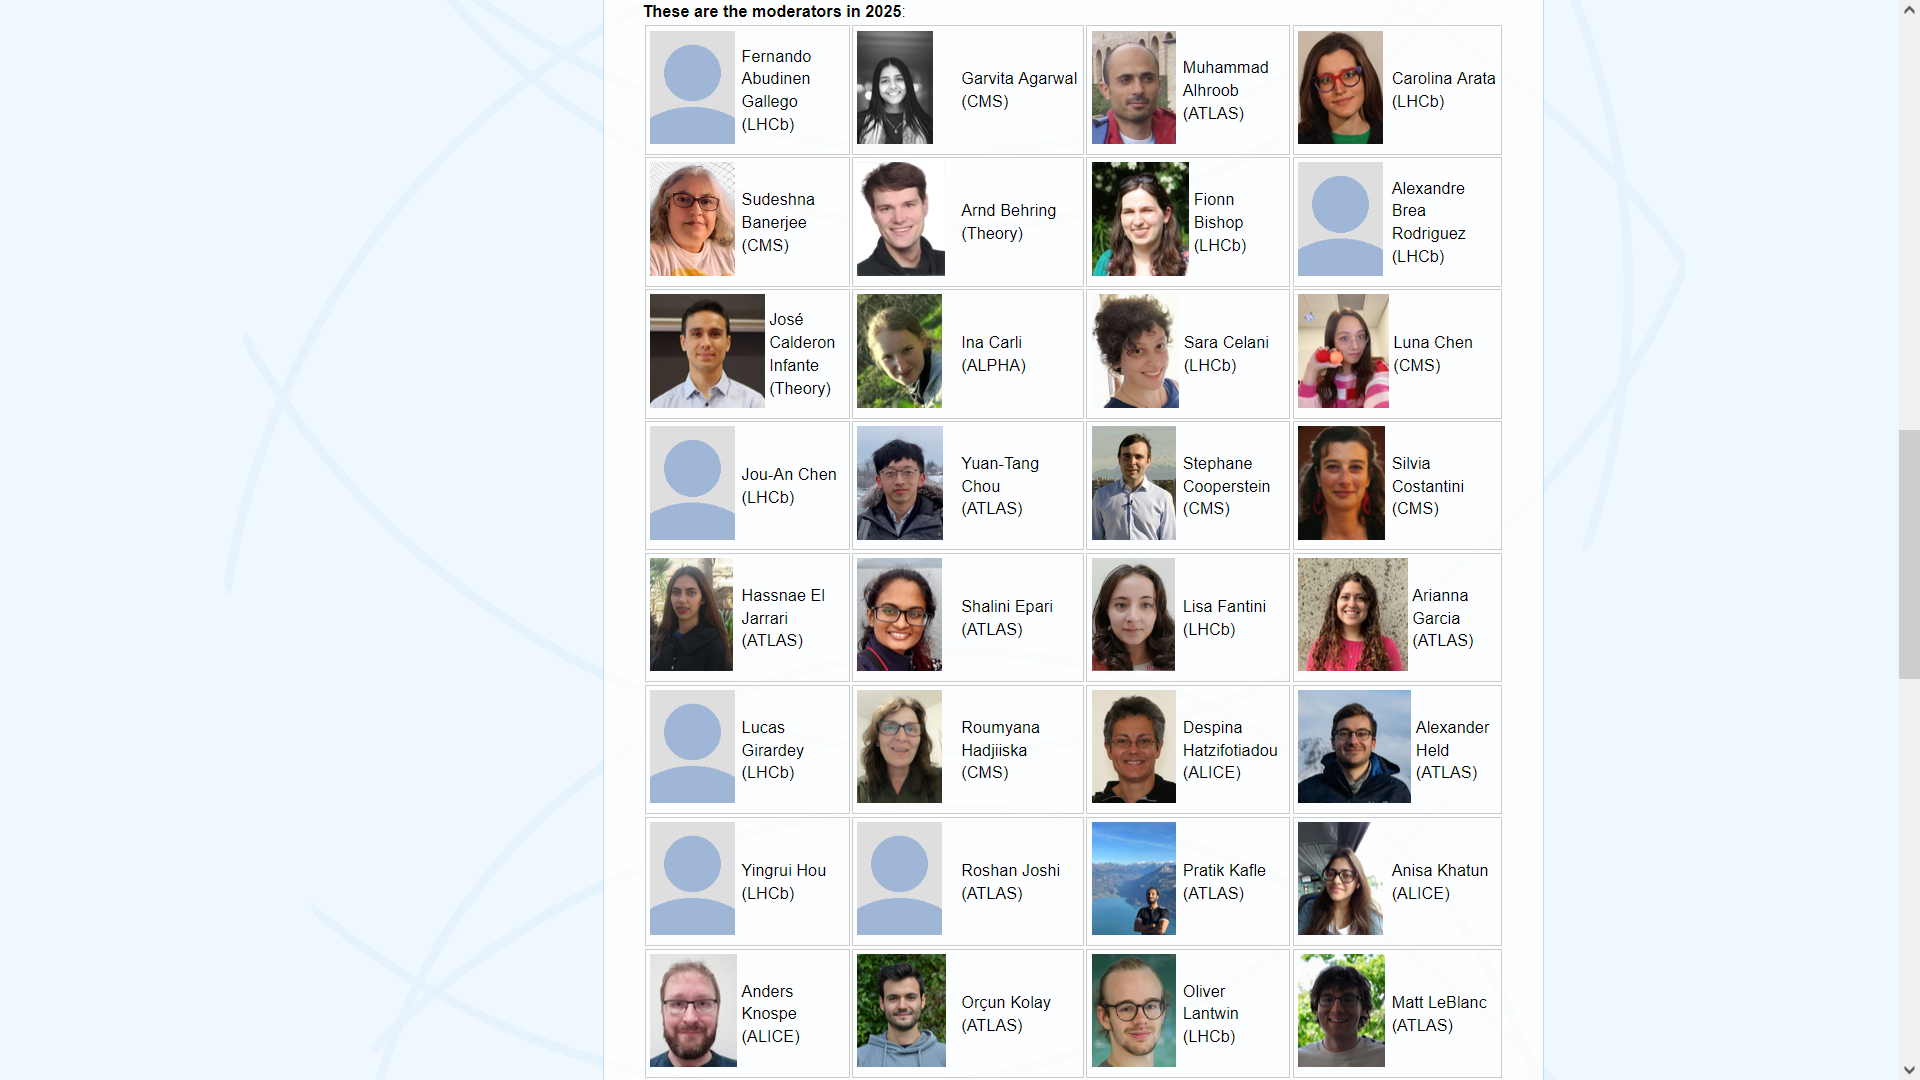 These are the moderators in 2025:
Fernando
Abudinen
Gallego
(LHCb)
Garvita Agarwal
(CMS)
Muhammad
Alhroob
(ATLAS)
Carolina Arata
(LHCb)
Sudeshna
Banerjee
(CMS)
Arnd Behring
(Theory)
Fionn
Bishop
(LHCb)
Alexandre
Brea
Rodriguez
(LHCb)
José
Calderon
Infante
(Theory)
Ina Carli
(ALPHA)
Sara Celani
(LHCb)
Luna Chen
(CMS)
Jou-An Chen
(LHCb)
Yuan-Tang
Chou
(ATLAS)
Stephane
Cooperstein
(CMS)
Silvia
Costantini
(CMS)
Hassnae El
Jarrari
(ATLAS)
Shalini Epari
(ATLAS)
Lisa Fantini
(LHCb)
Arianna
Garcia
(ATLAS)
Lucas
Girardey
(LHCb)
Roumyana
Hadjiiska
(CMS)
Despina
Hatzifotiadou
(ALICE)
Alexander
Held
(ATLAS)
Yingrui Hou
(LHCb)
Roshan Joshi
(ATLAS)
Pratik Kafle
(ATLAS)
Anisa Khatun
(ALICE)
Anders
Knospe
(ALICE)
Orçun Kolay
(ATLAS)
Oliver
Lantwin
(LHCb)
Matt LeBlanc
(ATLAS)